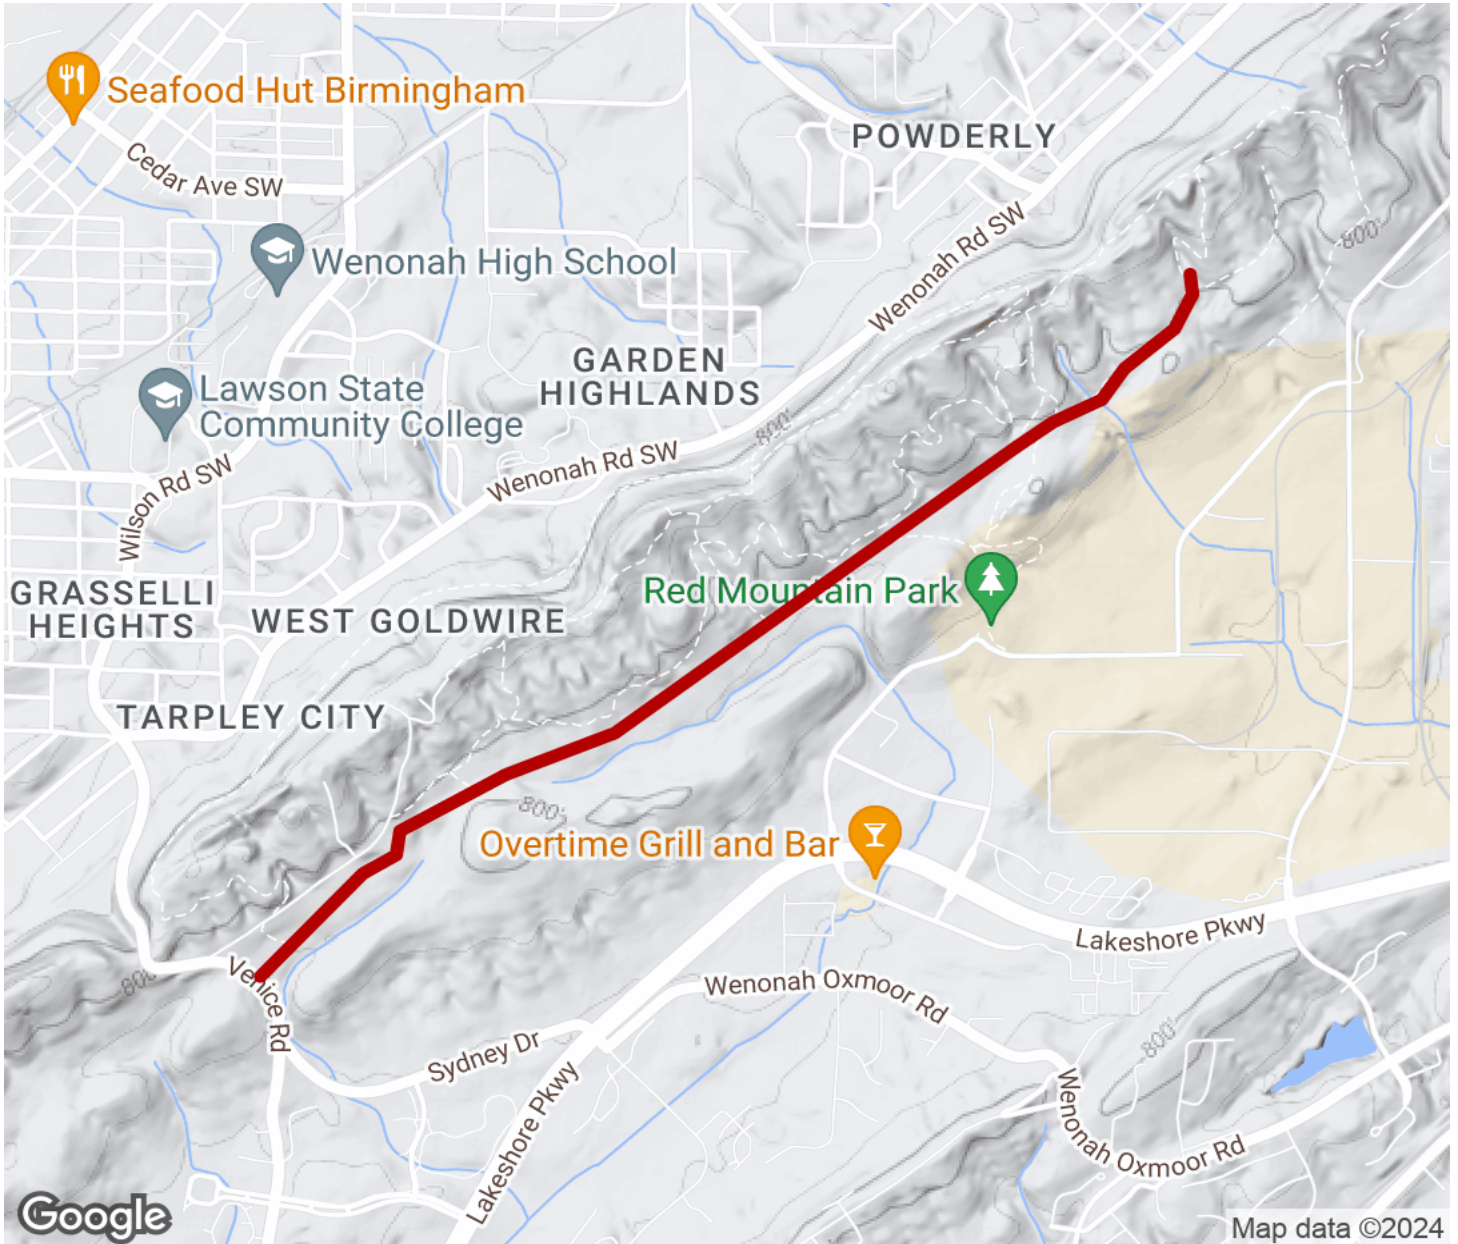 Seafood Hut Birmingham
Cedar Ave SW
POWDERLY
Wenonah High School
Wenonah Rd SW
800'
GARDEN
HIGHLANDS
Lawson State
Community College
800'
Wenonah Rd SW
Wilson Rd SW
GRASSELLI
HEIGHTS
WEST GOLDWIRE
Red Mountain Park
TARPLEY CITY
800'
Overtime Grill and Bar
Lakeshore Pkwy
800
Venice Rd
Wenonah Oxmoor Rd
800'
Sydney Dr
Lakeshore Pkwy
Wenonah Oxmoor Rd
Google
Map data ©2024